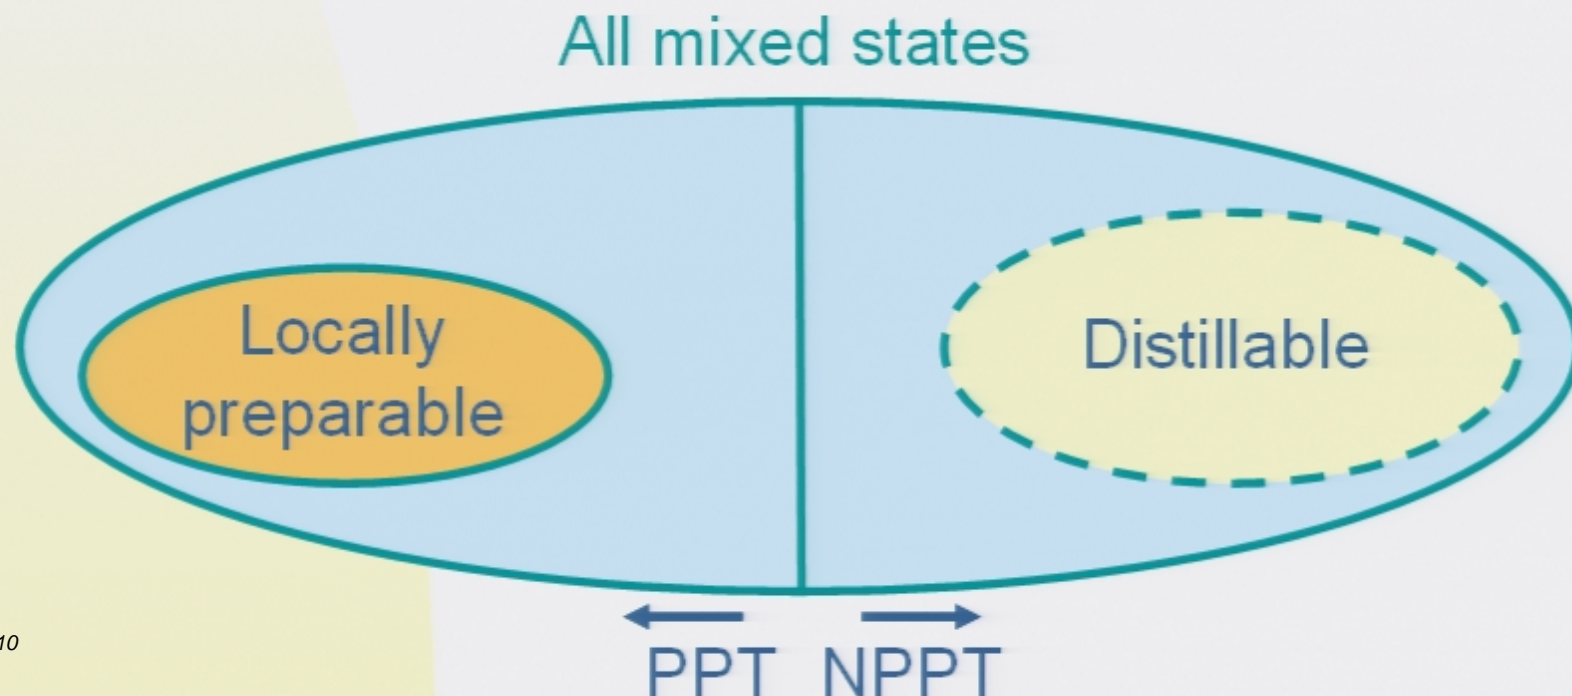 All mixed states
Locally
preparable
Distillable
10
PPT NPPT